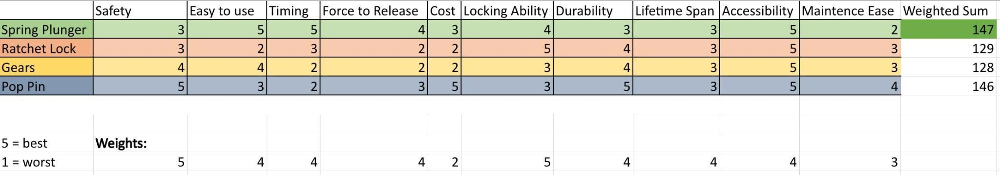 Safety Easy to use Timing Force to Release Cost Locking Ability Durability Lifetime Span Accessibility Maintence Ease Weighted Sum
Spring Plunger 3 5 5 4 3 4 3 3 5 2 147
Ratchet Lock 3 2 3 2 2 5 4 3 5 3 129
Gears 4 4 2 2 2 3 4 3 5 3 128
Pop Pin 5 3 2 3 5 3 5 3 5 4 146
5 = best Weights:
1 = worst 5 4 4 4 2 5 4 4 4 3